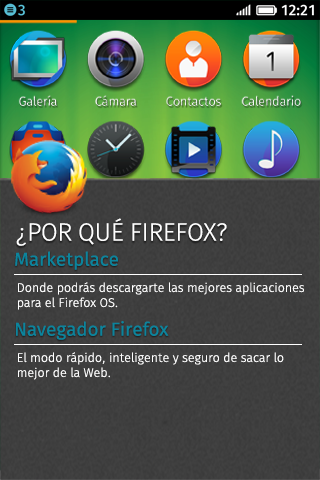 3
12:21
Galería Cámara Contactos Calendario
1
¿POR QUÉ FIREFOX?
Marketplace
Donde podrás descargarte las mejores aplicaciones
para el Firefox OS.
Navegador Firefox
El modo rápido, inteligente y seguro de sacar lo
mejor de la Web.